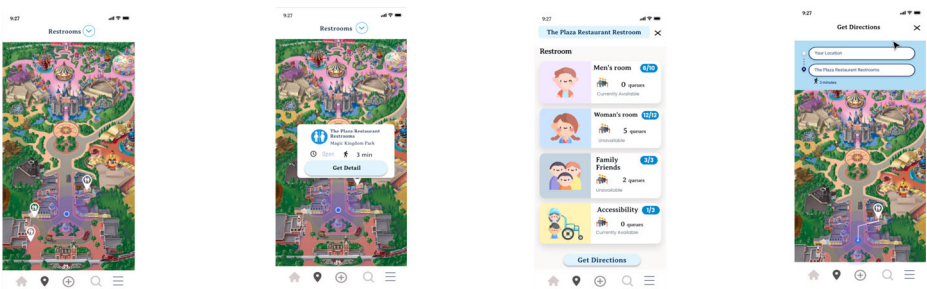 9:27
Restrooms
9:27
Restrooms
The Plaza Restaurant
Restrooms
Magic Kingdom Park
Open
3 min
Get Detail
9:27
The Plaza Restaurant Restroom
Restroom
Men's room
0 queues
Currently Available
Woman's room
12/12
5 queues
Unavailable
Family
Friends
3/3
2 queues
Unavailable
Accessibility
1/3
0 queues
Currently Available
Get Directions
9:27
Get Directions
Your Location
The Plaza Restaurant Restrooms
3 minutes